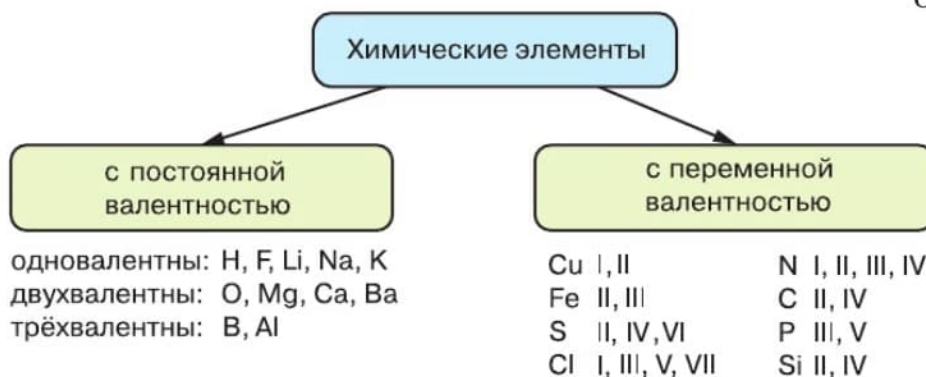 Химические элементы
с постоянной
валентностью
одновалентны: H, F, Li, Na, K
двухвалентны: O, Mg, Ca, Ba
трёхвалентны: B, Al
с переменной
валентностью
Cu I, II
Fe II, III
S II, IV, VI
Cl I, III, V, VII
N I, II, III, IV
C II, IV
P III, V
Si II, IV